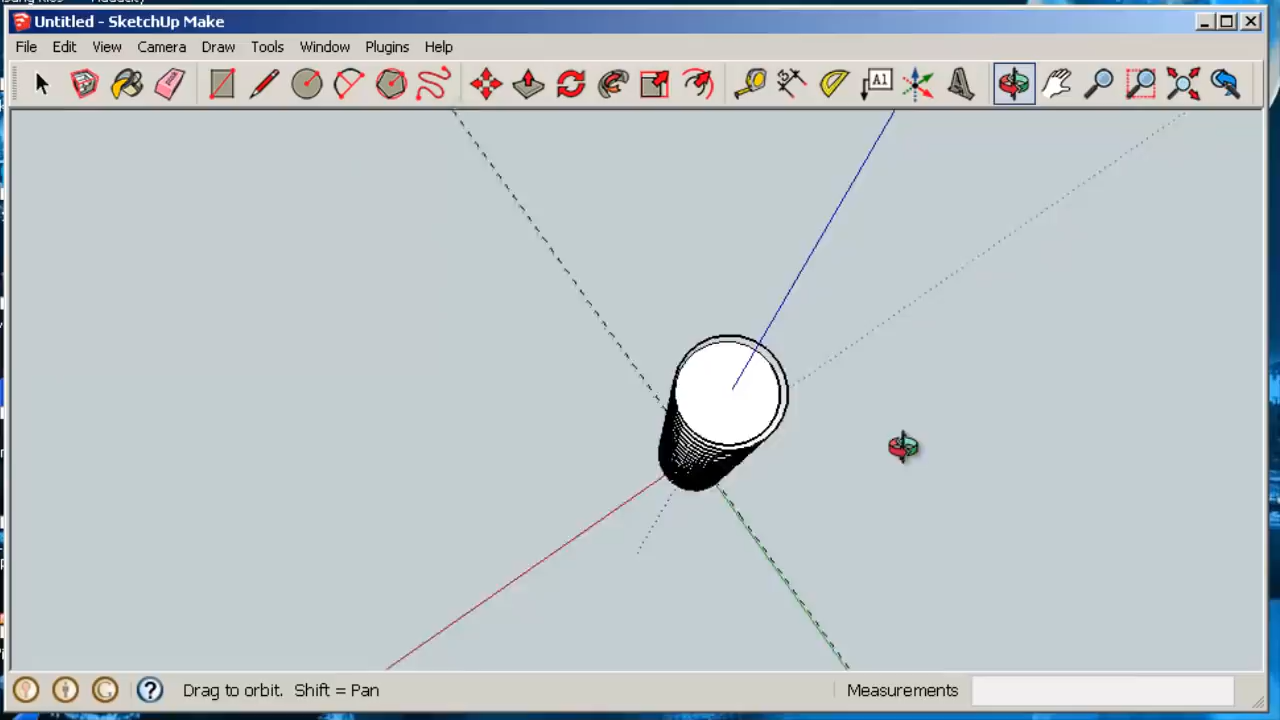 Untitled - SketchUp Make
File Edit View Camera Draw Tools Window Plugins Help
A1
Drag to orbit. Shift = Pan
Measurements